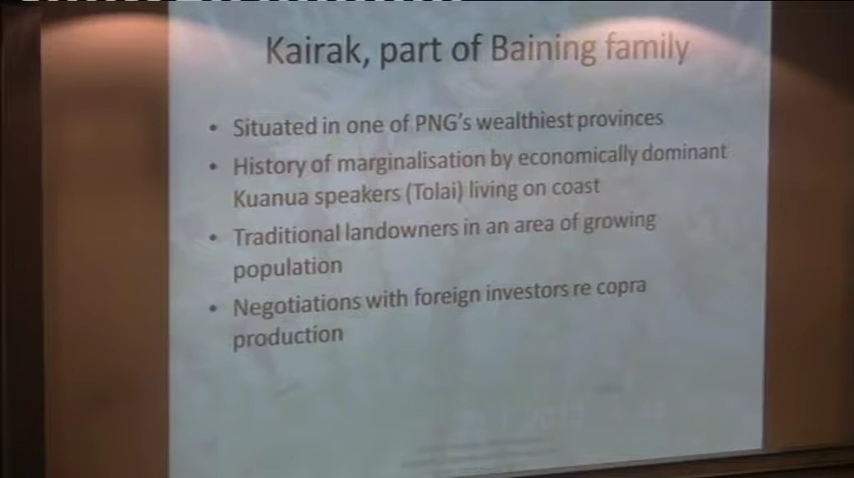 Kairak, part of Baining family
• Situated in one of PNG's wealthiest provinces
• History of marginalisation by economically dominant
Kuanua speakers (Tolai) living on coast
• Traditional landowners in an area of growing
population
• Negotiations with foreign investors re copra
production